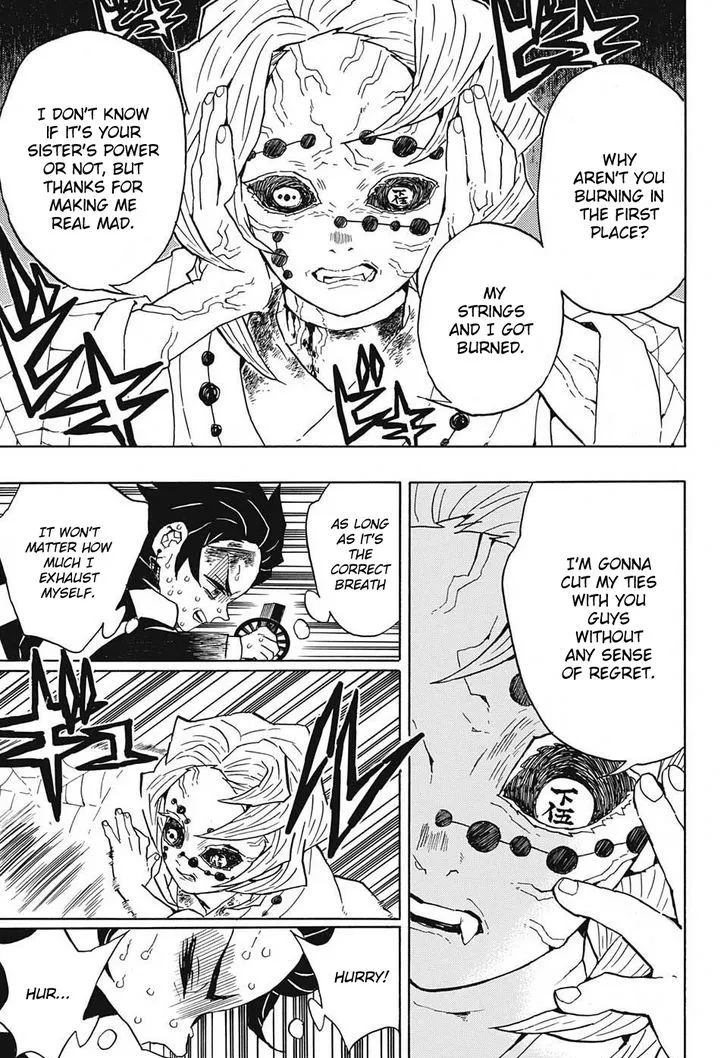 WHY
AREN'T YOU
BURNING IN
THE FIRST
PLACE?
MY
STRINGS
AND I GOT
BURNED.
I DON'T KNOW
IF IT'S YOUR
SISTER'S POWER
OR NOT, BUT
THANKS FOR
MAKING ME
REAL MAD.
下伍
I'M GONNA
CUT MY TIES
WITH YOU
GUYS
WITHOUT
ANY SENSE
OF REGRET.
下伍
AS LONG
AS IT'S
THE
CORRECT
BREATH
IT WON'T
MATTER HOW
MUCH I
EXHAUST
MYSELF.
HURRY!
HUR...